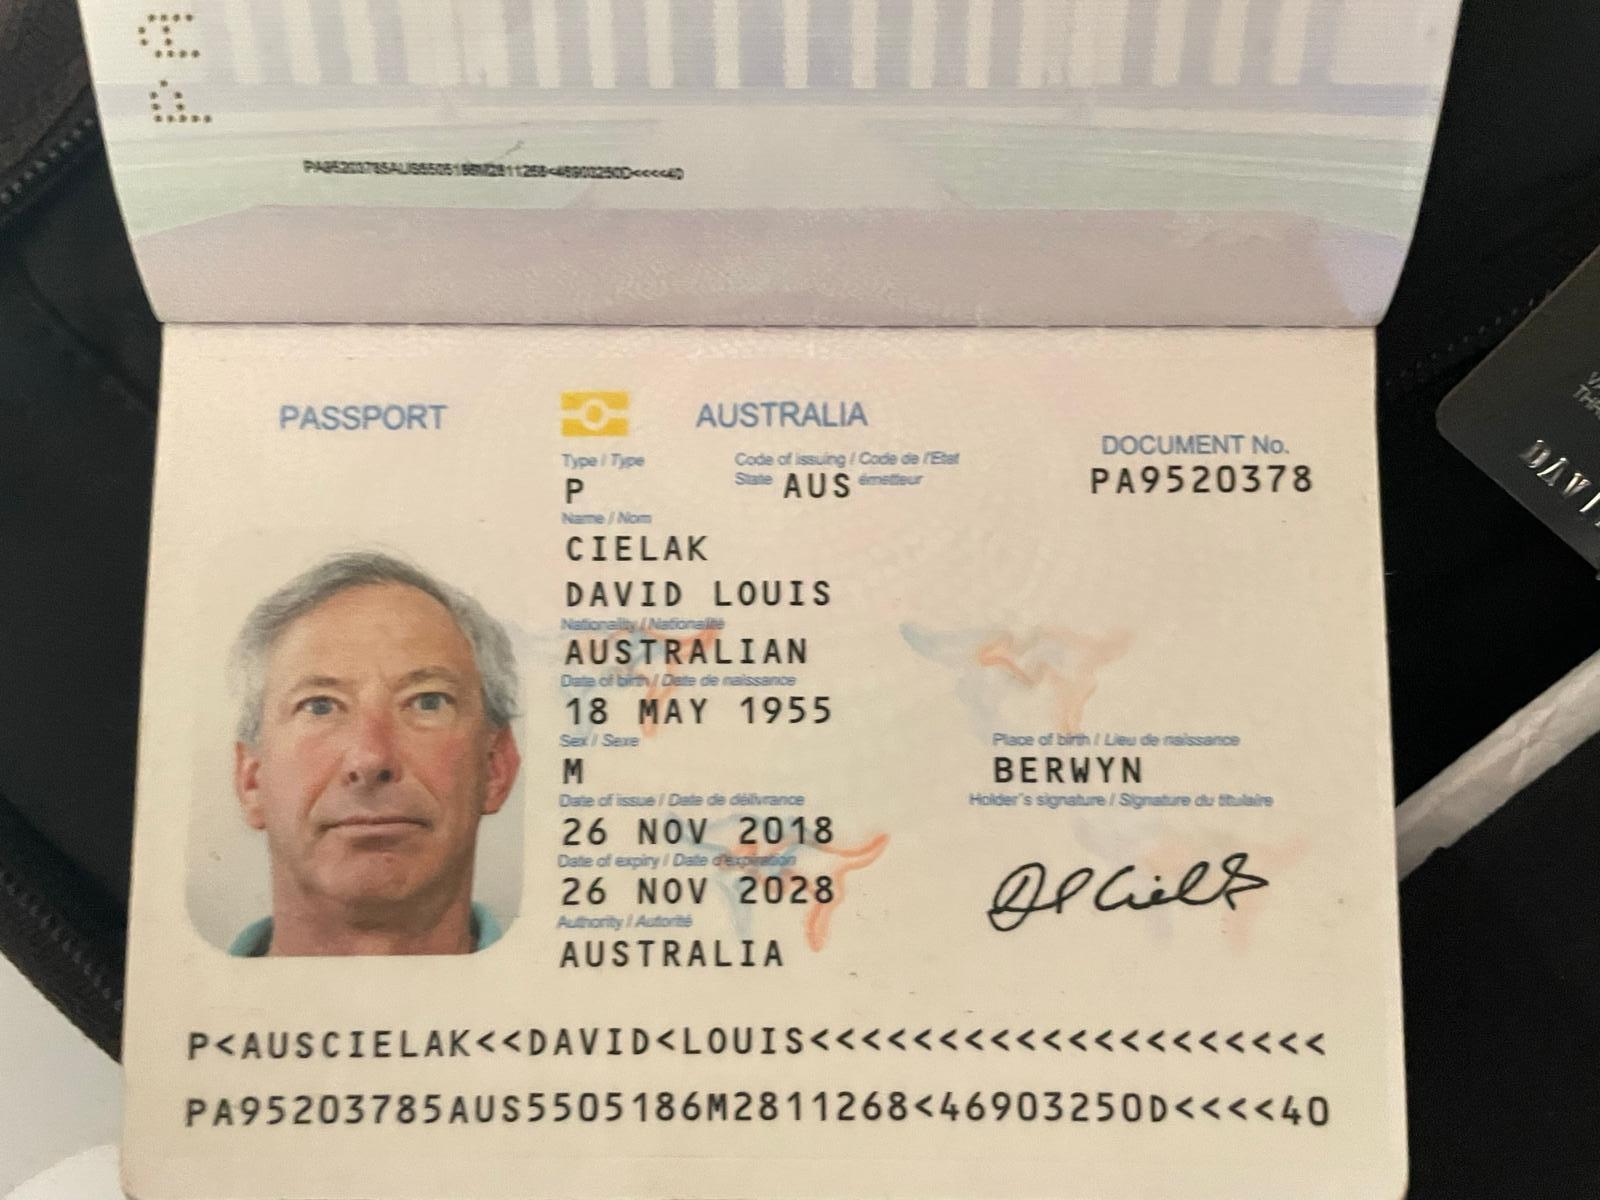 PA
PA95203785AUS5505186M2811268<46903250D<<<<40
PASSPORT
AUSTRALIA
DOCUMENT No.
PA9520378
Type / Type
P
Code of issuing / Code de l'Etat
State AUS émetteur
Name / Nom
CIELAK
DAVID LOUIS
Nationality / Nationalité
AUSTRALIAN
Date of birth / Date de naissance
18 MAY 1955
Sex / Sexe
M
Place of birth / Lieu de naissance
BERWYN
Date of issue / Date de délivrance
26 NOV 2018
Holder's signature / Signature du titulaire
Date of expiry / Date d'expiration
26 NOV 2028
Authority / Autorité
AUSTRALIA
P<AUSCIELAK<<DAVID<LOUIS<<<<<<<<<<<<<<<<<<<<
PA95203785AUS5505186M2811268<46903250D<<<<40